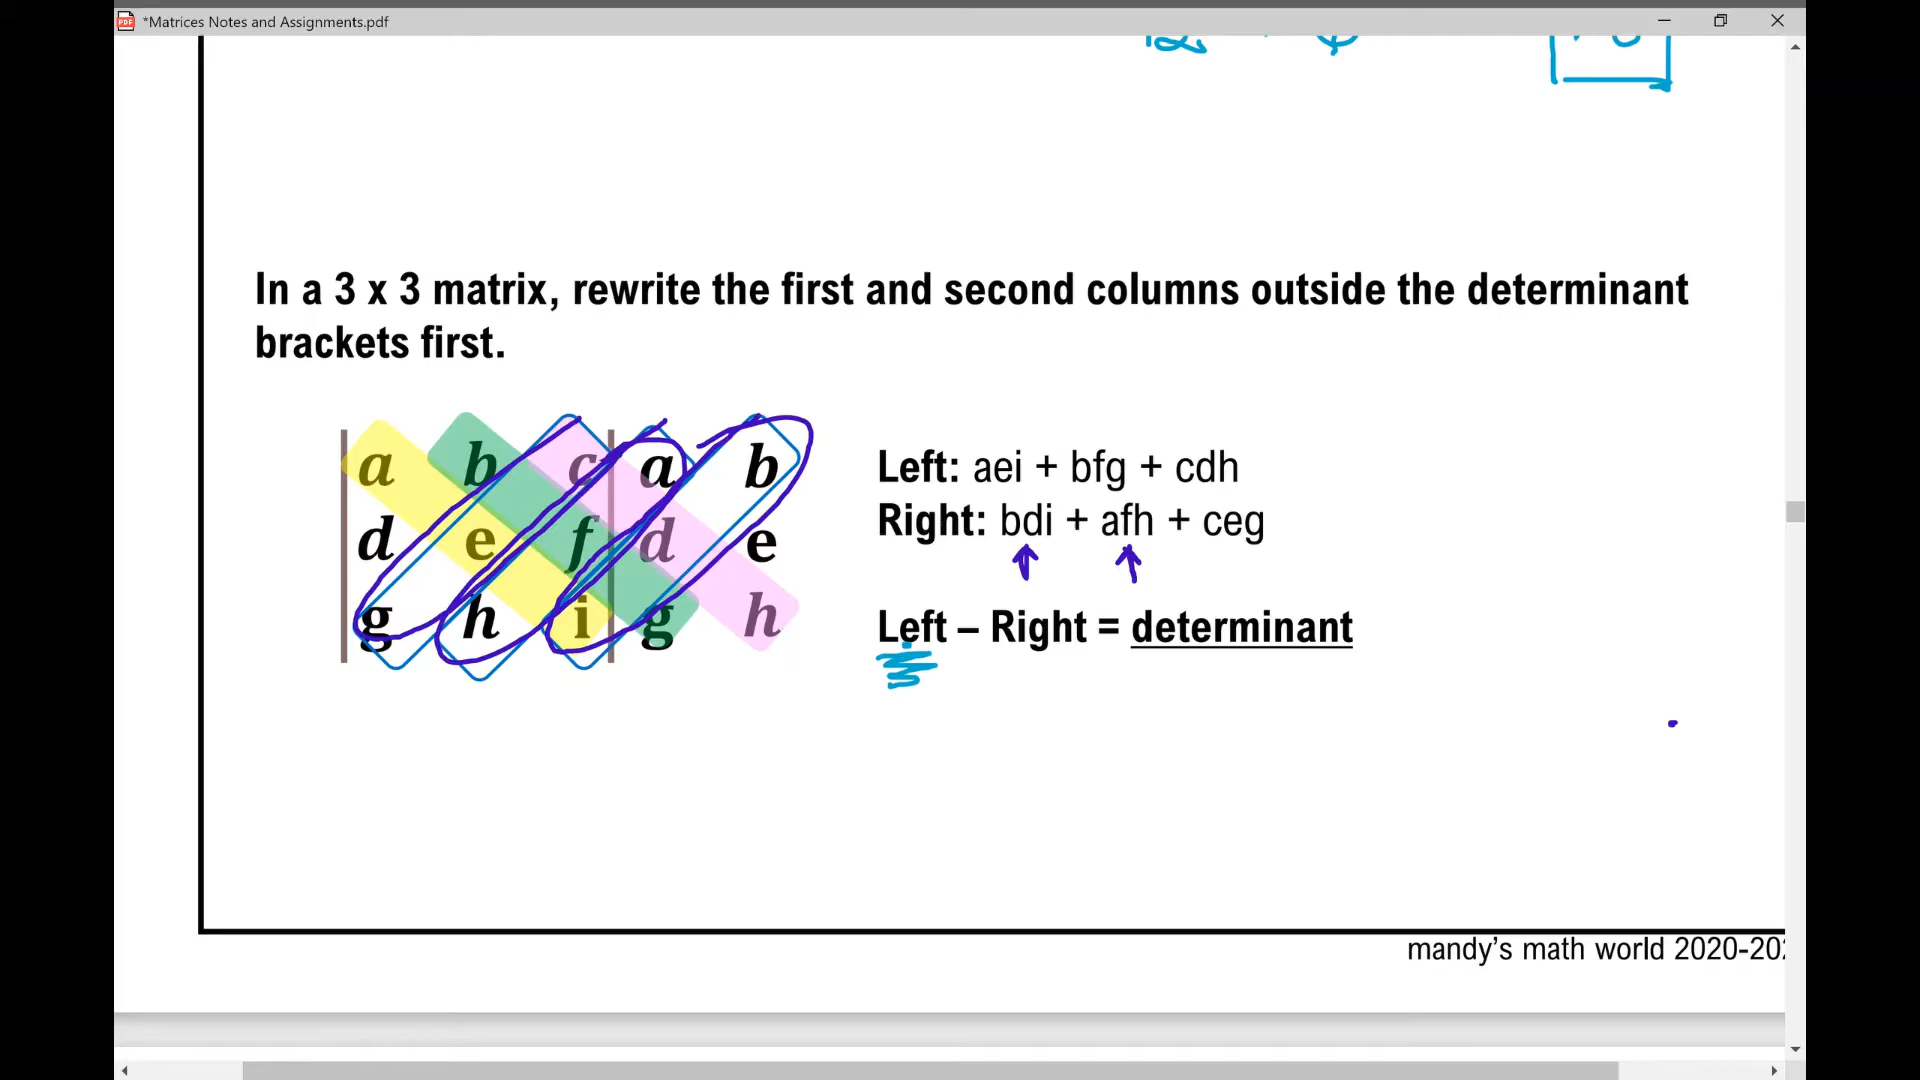 *Matrices Notes and Assignments.pdf
In a 3 x 3 matrix, rewrite the first and second columns outside the determinant
brackets first.
a b c a b
d e f d e
g h i g h
Left: aei + bfg + cdh
Right: bdi + afh + ceg
Left – Right = determinant
mandy's math world 2020-202